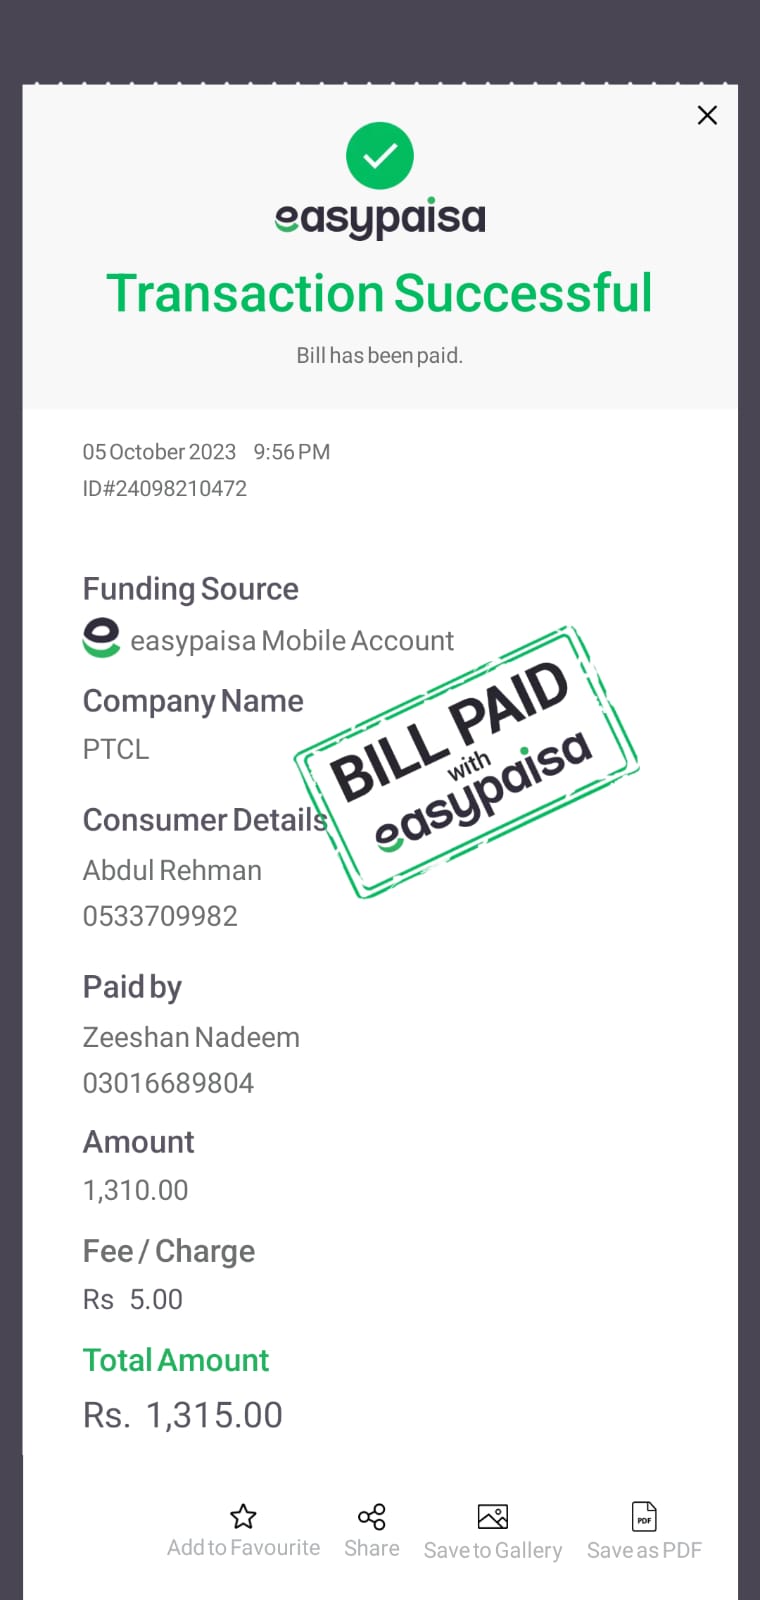 easypaisa
Transaction Successful
Bill has been paid.
05 October 2023 9:56 PM
ID#24098210472
Funding Source
easypaisa Mobile Account
Company Name
PTCL
BILL PAID
with
easypaisa
Consumer Details
Abdul Rehman
0533709982
Paid by
Zeeshan Nadeem
03016689804
Amount
1,310.00
Fee / Charge
Rs 5.00
Total Amount
Rs. 1,315.00
PDF
Add to Favourite Share Save to Gallery Save as PDF